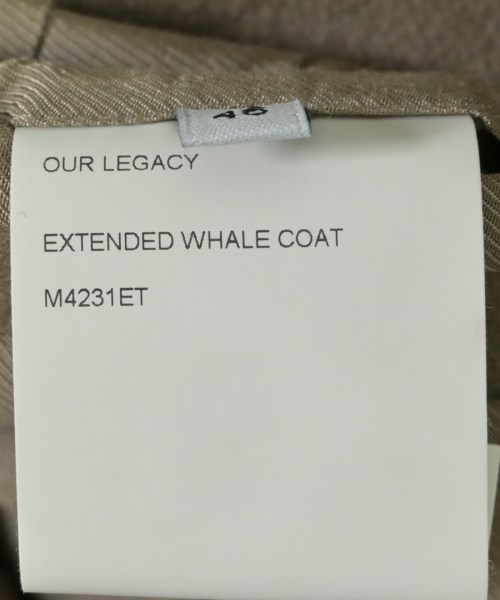 46
OUR LEGACY
EXTENDED WHALE COAT
M4231ET